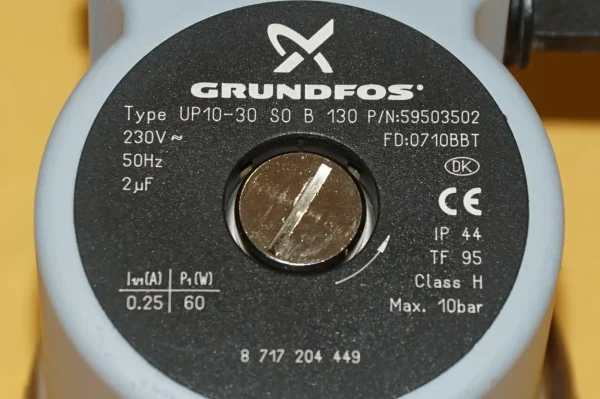 GRUNDFOS
Type UP10-30 SO B 130 P/N:59503502
230V ~ FD:0710BBT
50Hz DK
2µF CE
IP 44
TF 95
I1/1(A) P1(W) Class H
0.25 60 Max. 10bar
8 717 204 449